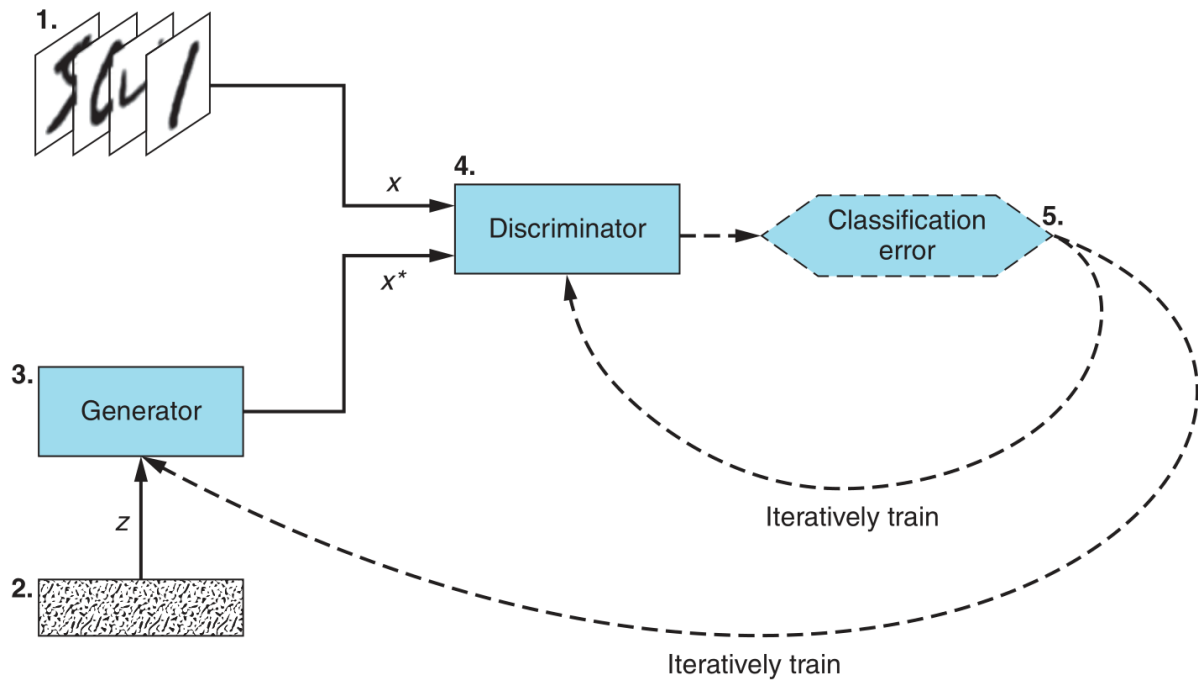 1.
x
4.
Discriminator
Classification
error
5.
x*
3.
Generator
z
Iteratively train
2.
Iteratively train